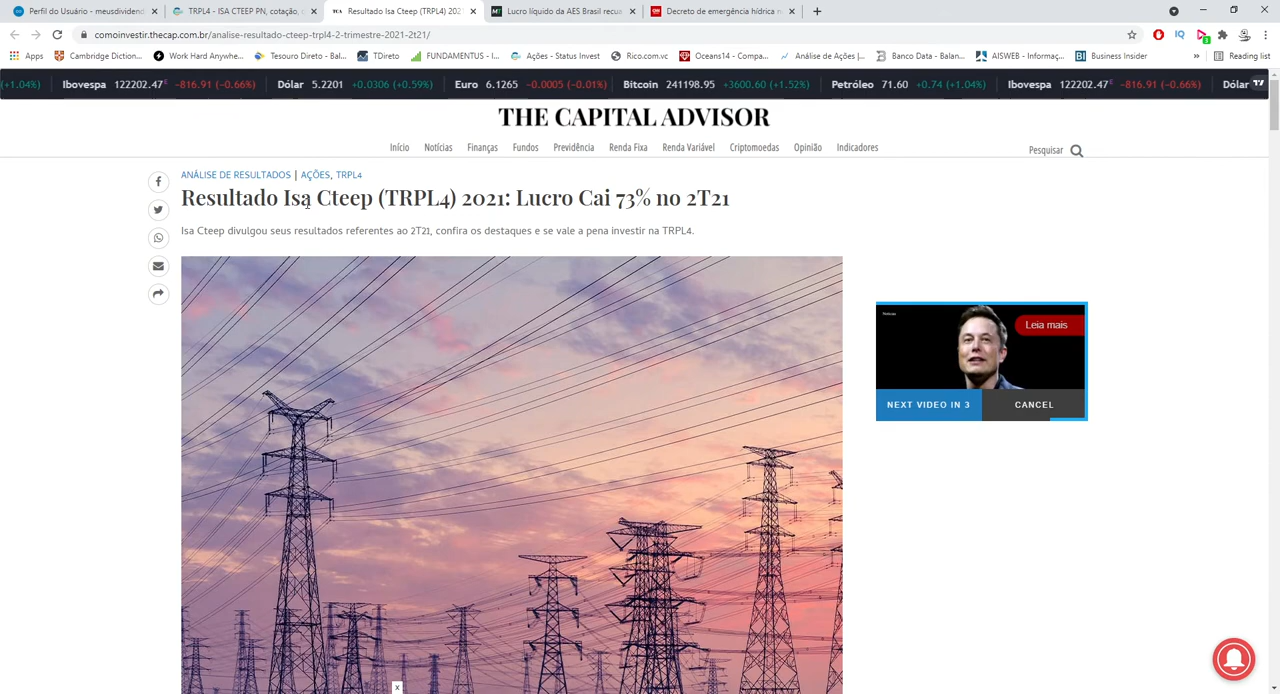 Perfil do Usuário - meusdividend
TRPL4 - ISA CTEEP PN, cotação,
Resultado Isa Cteep (TRPL4) 202
Lucro líquido da AES Brasil recua
Decreto de emergência hídrica n
comoinvestir.thecap.com.br/analise-resultado-cteep-trpl4-2-trimestre-2021-2t21/
Apps
Cambridge Diction...
Work Hard Anywhe...
Tesouro Direto - Bal...
TDireto
FUNDAMENTUS - I...
Ações - Status Invest
Rico.com.vc
Oceans14 - Compa...
Análise de Ações |...
Banco Data - Balan...
AISWEB - Informaç...
Business Insider
»
Reading list
(+1.04%) Ibovespa 122202.47 -816.91 (-0.66%) Dólar 5.2201 +0.0306 (+0.59%) Euro 6.1265 -0.0005 (-0.01%) Bitcoin 241198.95 +3600.60 (+1.52%) Petróleo 71.60 +0.74 (+1.04%) Ibovespa 122202.47 -816.91 (-0.66%) Dólar
THE CAPITAL ADVISOR
Início Notícias Finanças Fundos Previdência Renda Fixa Renda Variável Criptomoedas Opinião Indicadores
Pesquisar
ANÁLISE DE RESULTADOS | AÇÕES, TRPL4
Resultado Isa Cteep (TRPL4) 2021: Lucro Cai 73% no 2T21
Isa Cteep divulgou seus resultados referentes ao 2T21, confira os destaques e se vale a pena investir na TRPL4.
Leia mais
NEXT VIDEO IN 3
CANCEL
x